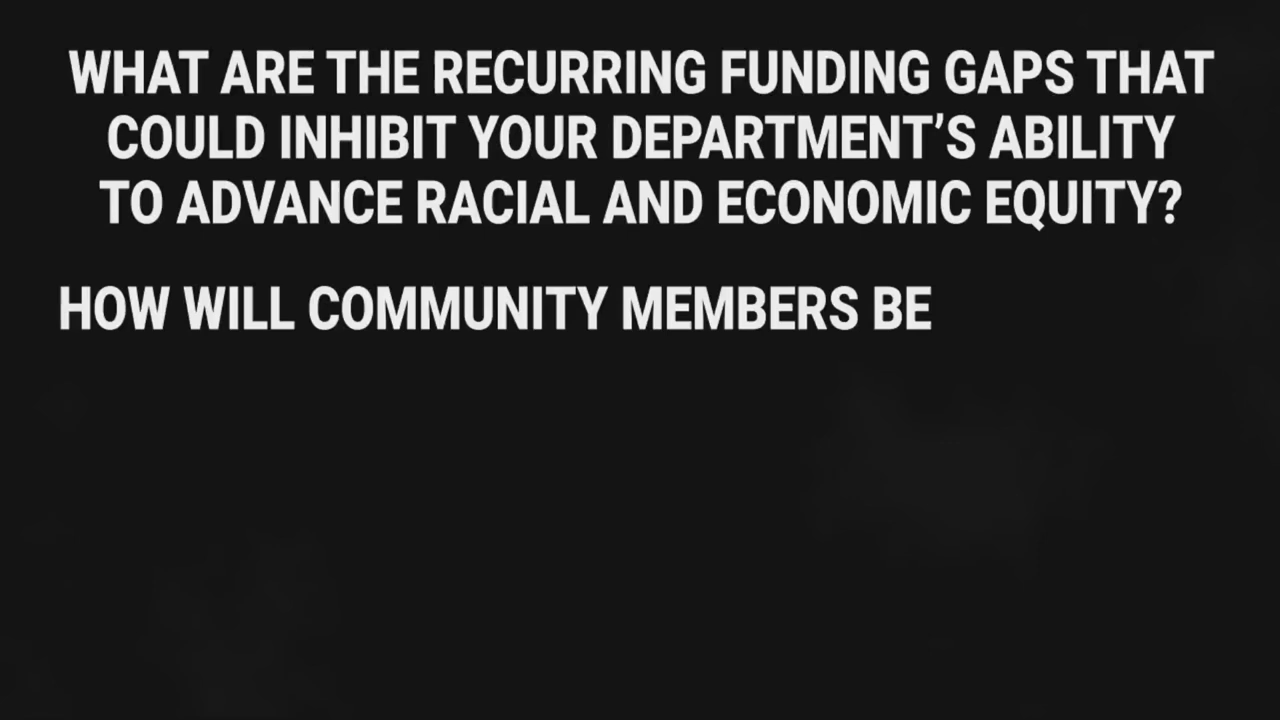 WHAT ARE THE RECURRING FUNDING GAPS THAT
COULD INHIBIT YOUR DEPARTMENT’S ABILITY
TO ADVANCE RACIAL AND ECONOMIC EQUITY?
HOW WILL COMMUNITY MEMBERS BE